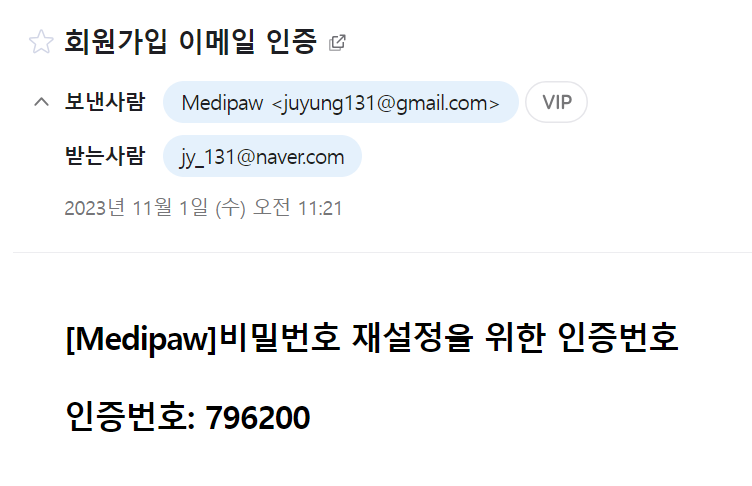 회원가입 이메일 인증
보낸사람 Medipaw <juyung131@gmail.com> VIP
받는사람 jy_131@naver.com
2023년 11월 1일 (수) 오전 11:21
[Medipaw]비밀번호 재설정을 위한 인증번호
인증번호: 796200